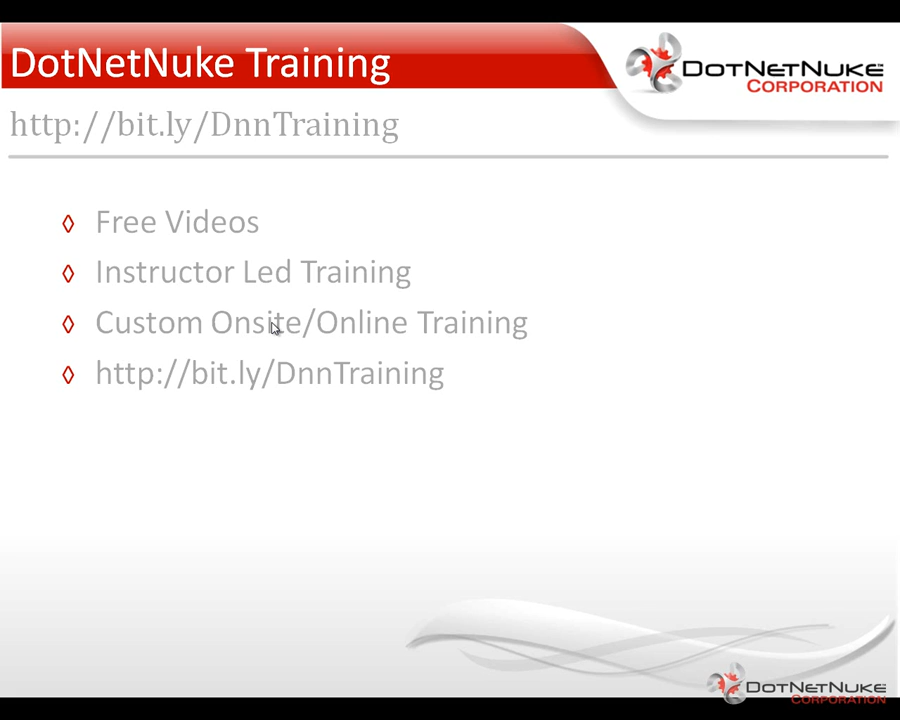 DotNetNuke Training
DOTNETNUKE
CORPORATION
http://bit.ly/DnnTraining
Free Videos
Instructor Led Training
Custom Onsite/Online Training
http://bit.ly/DnnTraining
DOTNETNUKE
CORPORATION